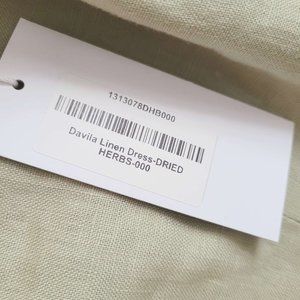 1313078DHB000
Davila Linen Dress-DRIED
HERBS-000